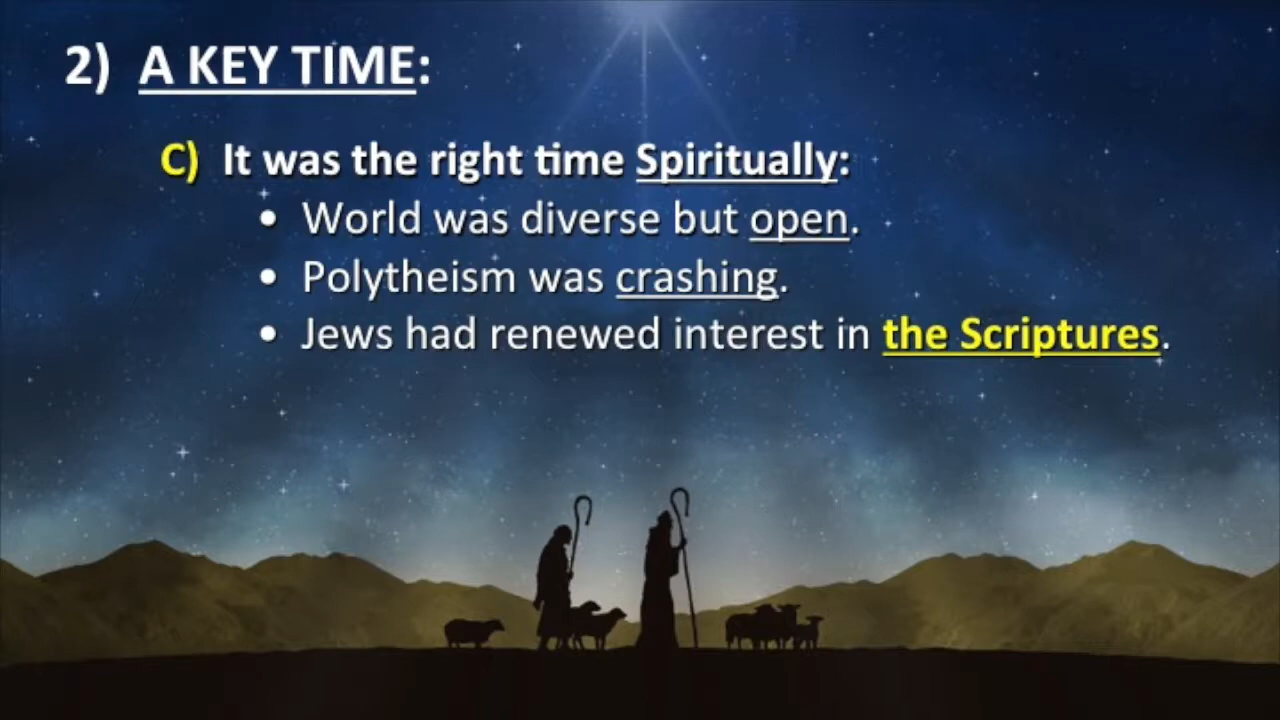 2) A KEY TIME:
C) It was the right time Spiritually:
• World was diverse but open.
• Polytheism was crashing.
• Jews had renewed interest in the Scriptures.